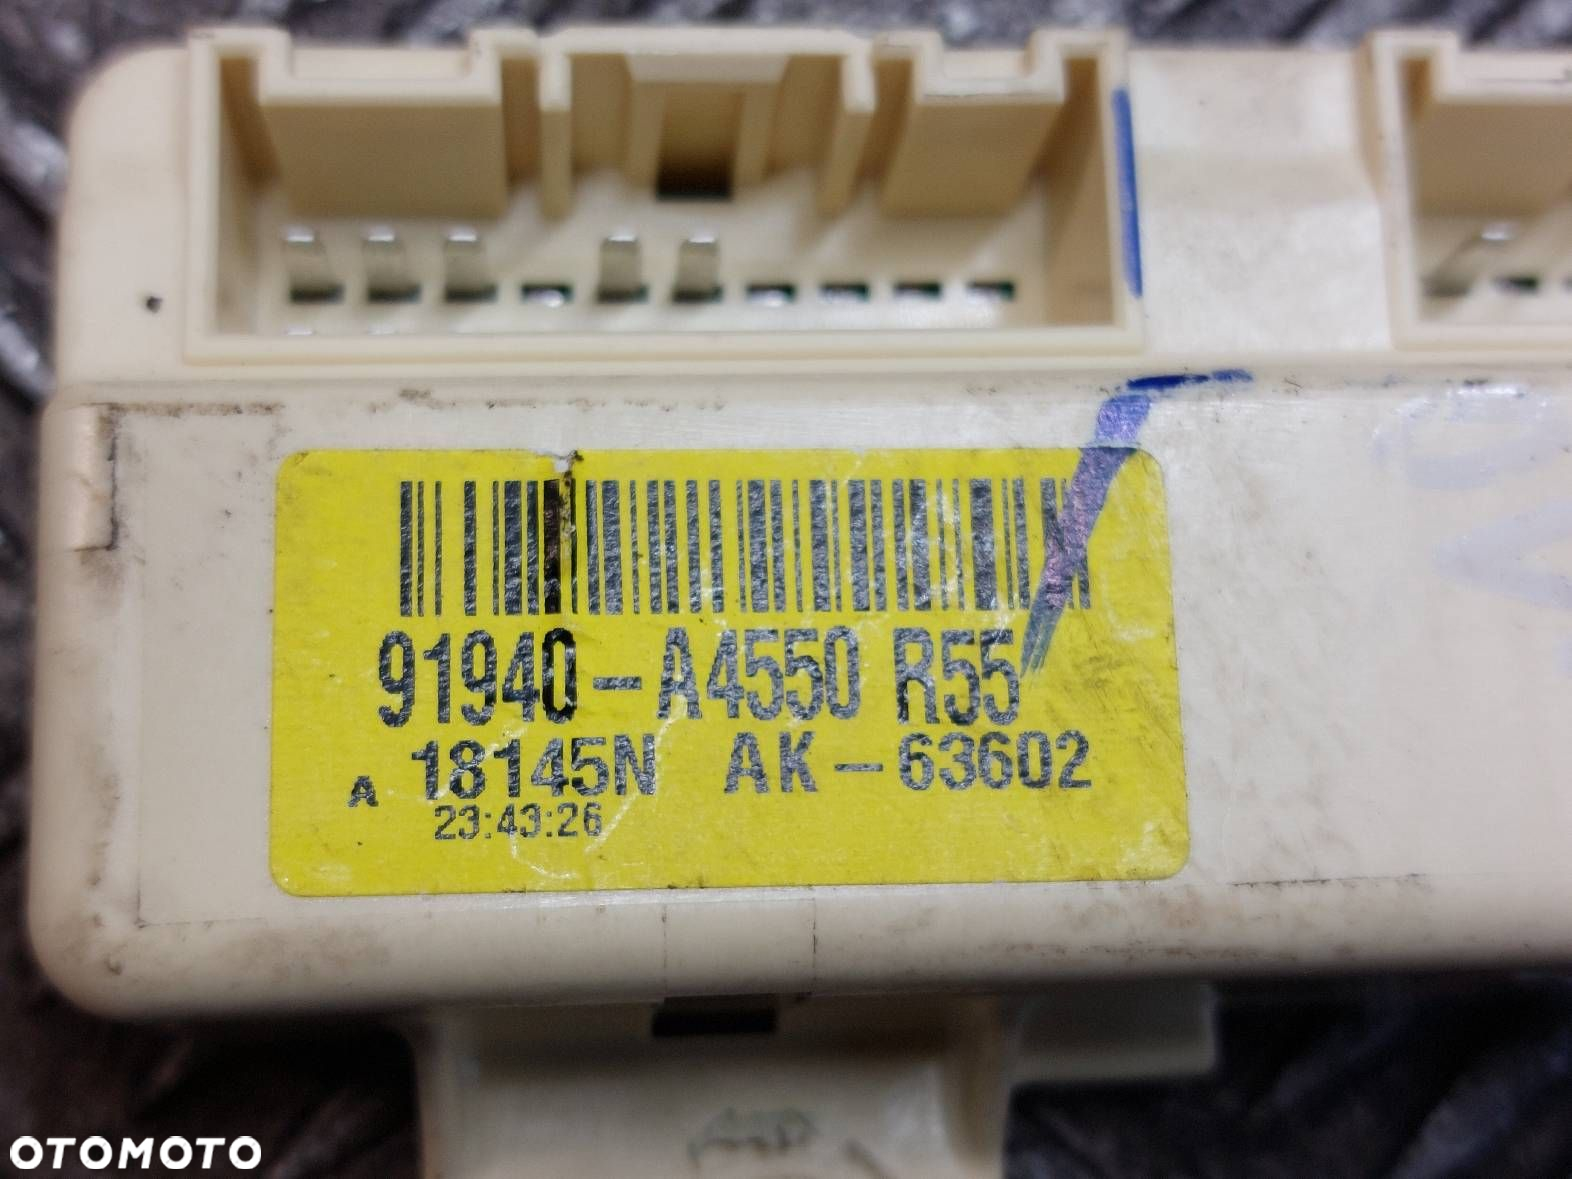 91940-A4550 R55
A 18145N AK-63602
23:43:26
OTOMOTO